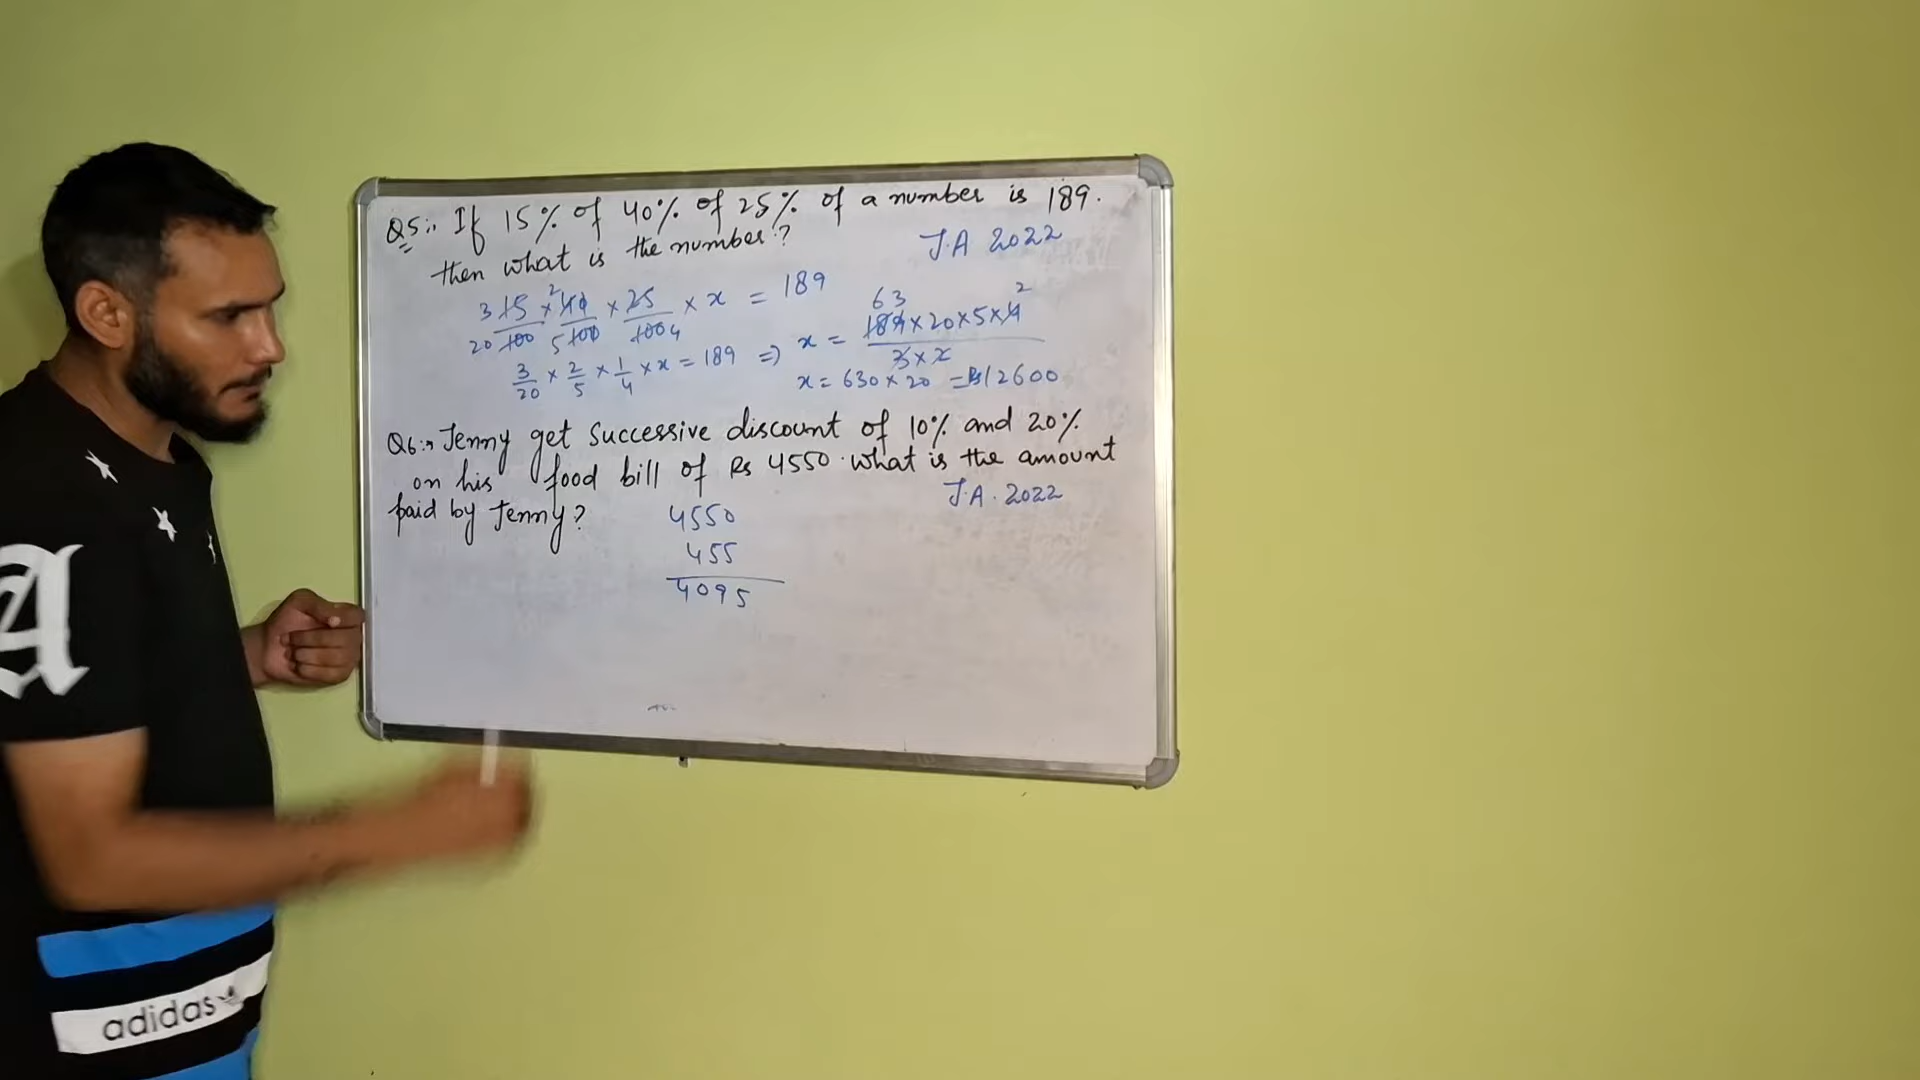 Q5:: If 15% of 40% of 25% of a number is 189.
then what is the number.?
J.A 2022
3 15/20 100 × 2 40/5 100 × 25/100 4 × x = 189
3/20 × 2/5 × 1/4 × x = 189 ⇒ x = 63 189×20×5×4 2/3×2
x = 630×20 = Rs 12600
Q6:: Jenny get successive discount of 10% and 20%
on his food bill of Rs 4550. what is the amount
paid by Jenny?
J.A. 2022
4550
455
4095
A
adidas